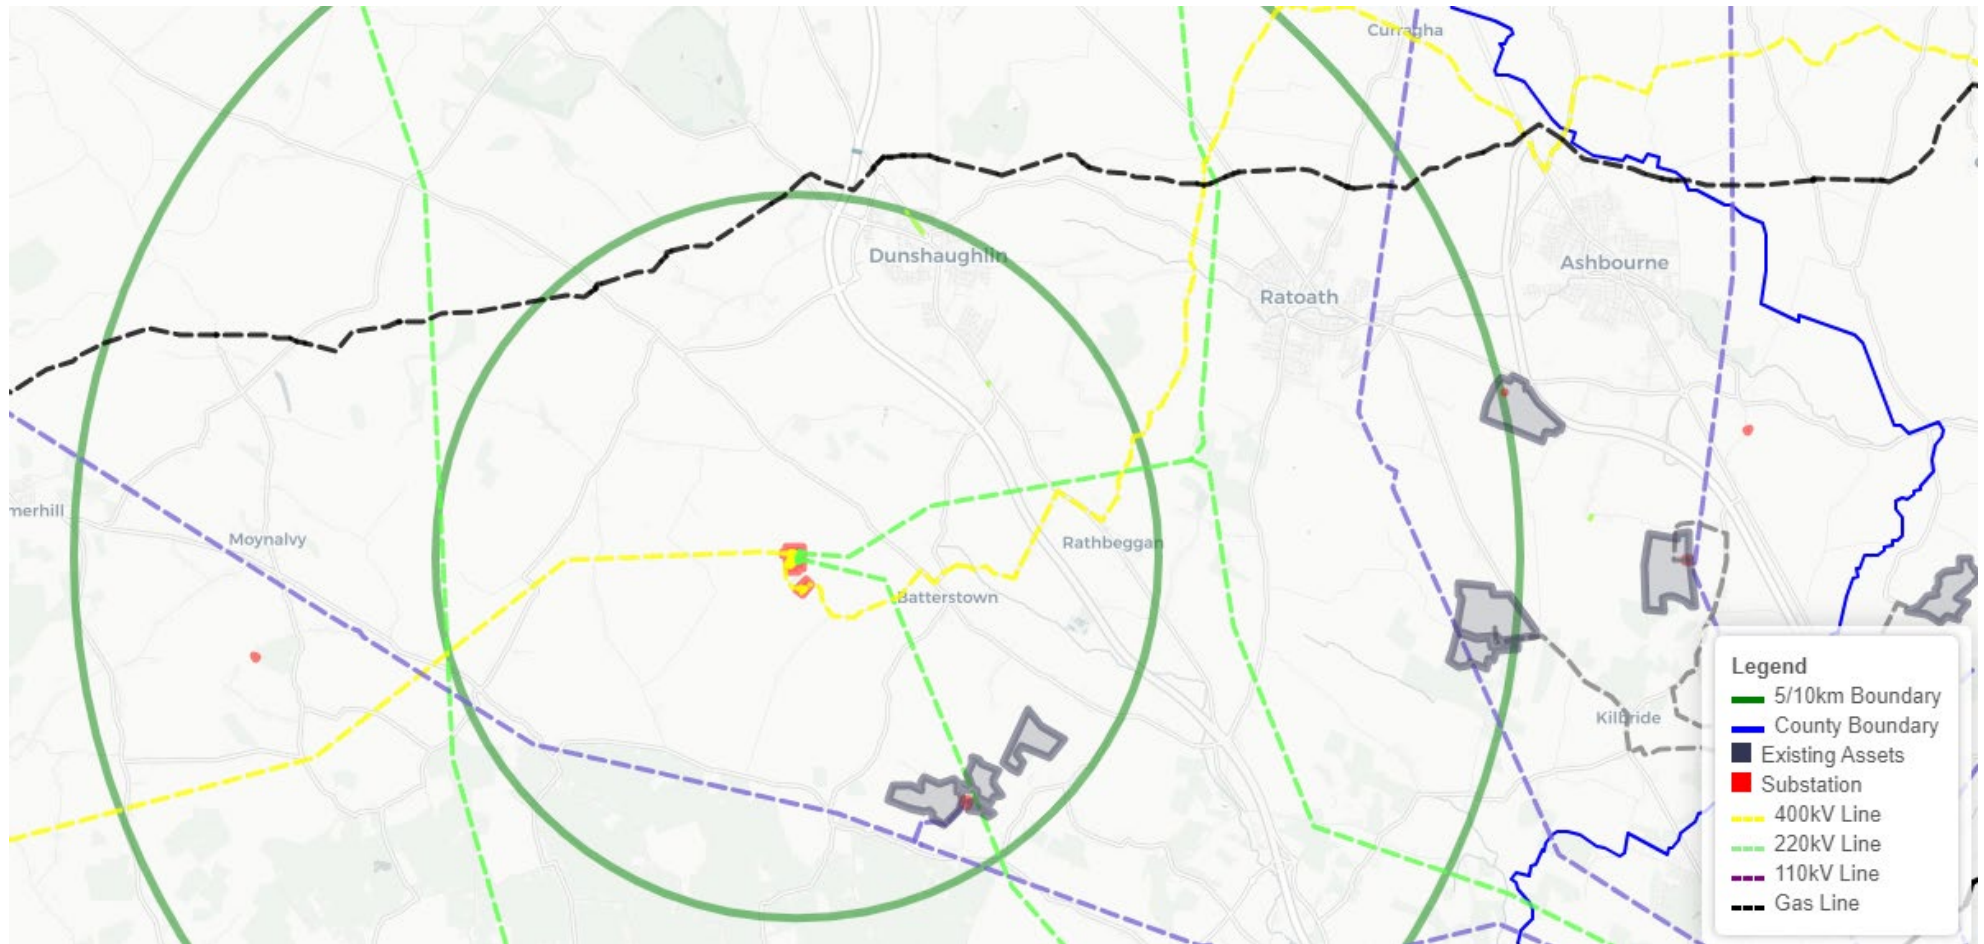 Curragha
Dunshaughlin
Ashbourne
Ratoath
merhill
Moynalvy
Rathbeggan
Batterstown
Kilbride
Legend
5/10km Boundary
County Boundary
Existing Assets
Substation
400kV Line
220kV Line
110kV Line
Gas Line